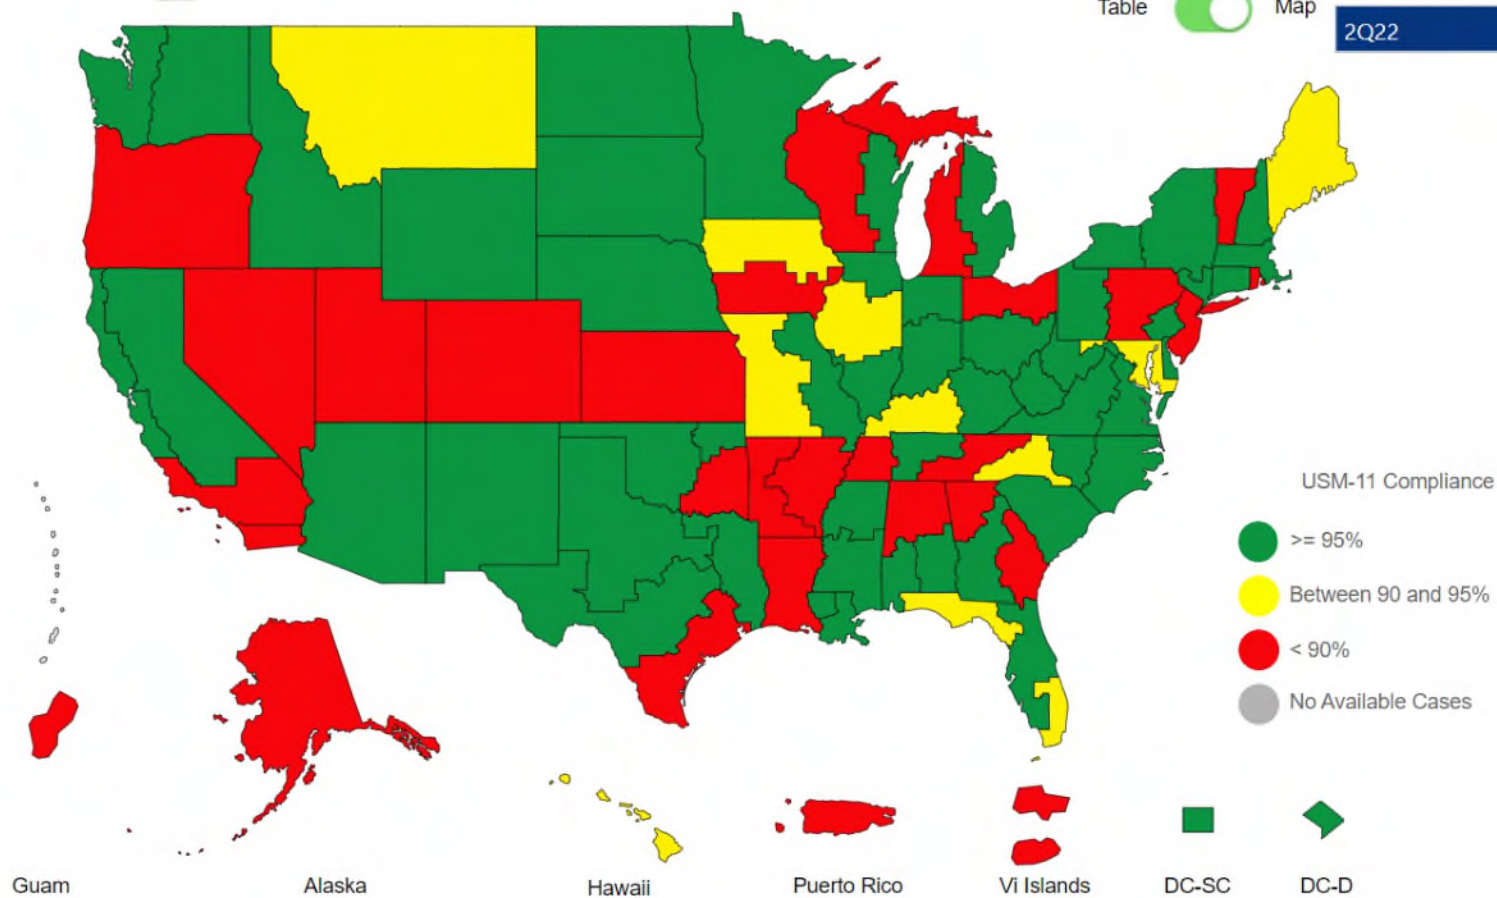 Table
Map
2Q22
USM-11 Compliance
>= 95%
Between 90 and 95%
< 90%
No Available Cases
Guam
Alaska
Hawaii
Puerto Rico
Vi Islands
DC-SC
DC-D